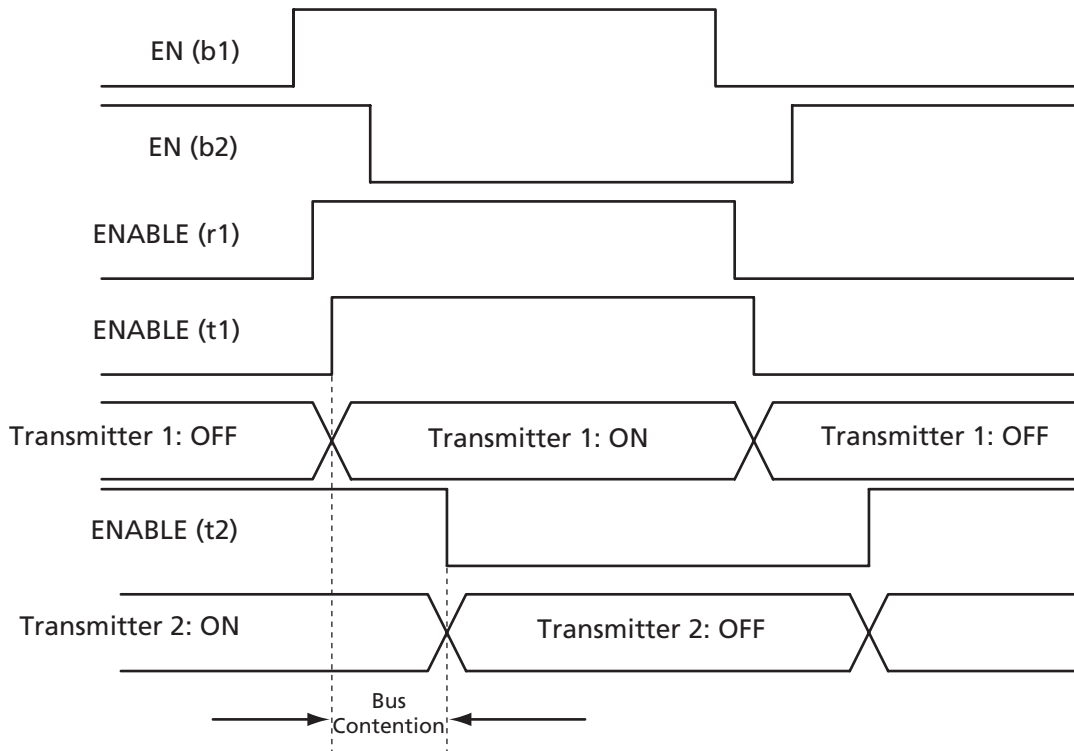 EN (b1)
EN (b2)
ENABLE (r1)
ENABLE (t1)
Transmitter 1: OFF
Transmitter 1: ON
Transmitter 1: OFF
ENABLE (t2)
Transmitter 2: ON
Transmitter 2: OFF
Bus
Contention